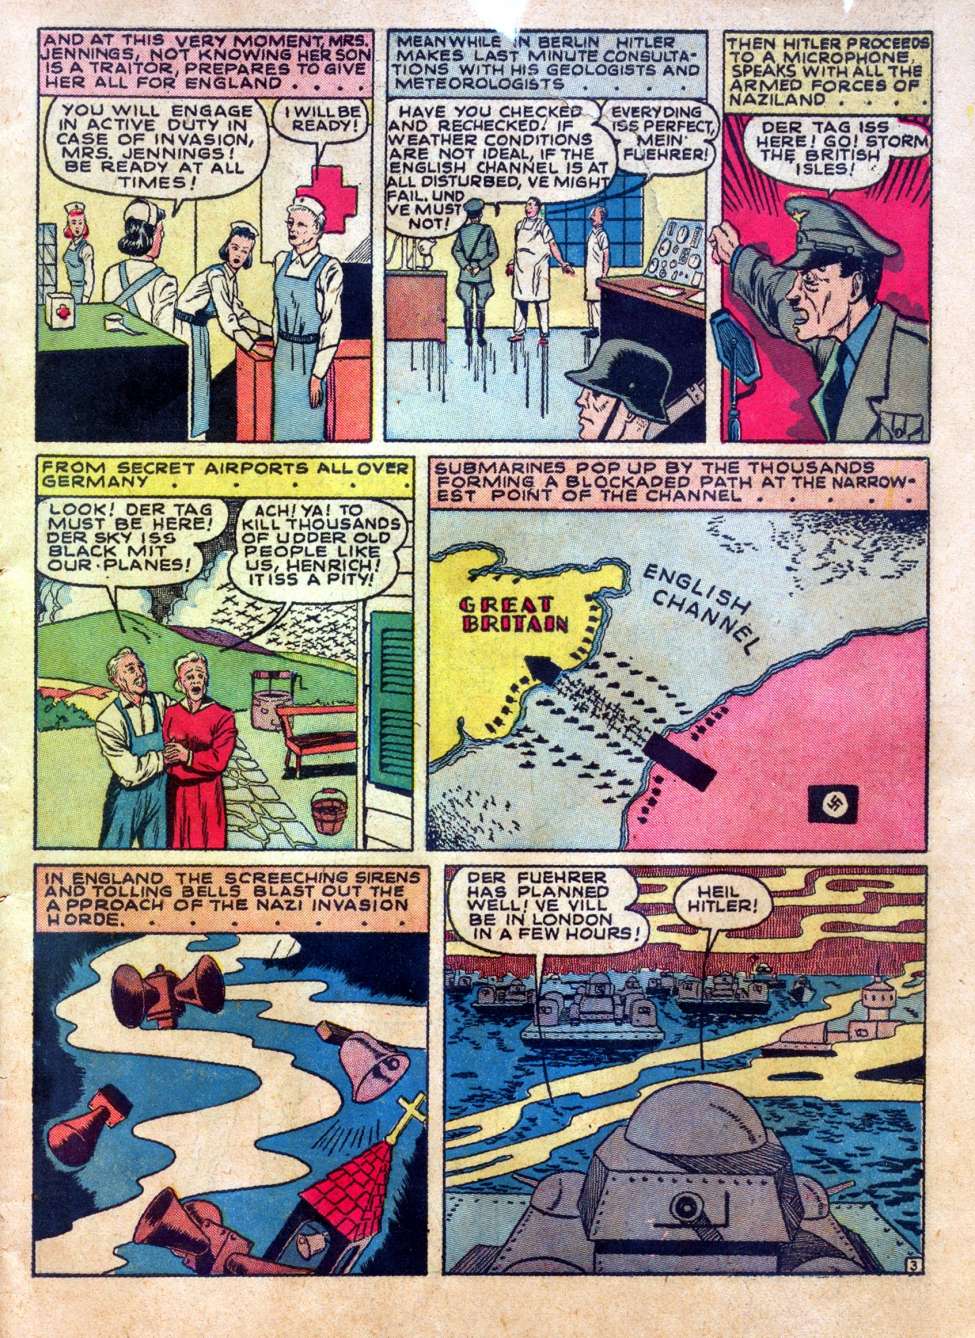 AND AT THIS VERY MOMENT, MRS.
JENNINGS, NOT KNOWING HER SON
IS A TRAITOR, PREPARES TO GIVE
HER ALL FOR ENGLAND . . . .
YOU WILL ENGAGE
IN ACTIVE DUTY IN
CASE OF INVASION,
MRS. JENNINGS!
BE READY AT ALL
TIMES!
I WILL BE
READY!
MEANWHILE IN BERLIN HITLER
MAKES LAST MINUTE CONSULTA-
TIONS WITH HIS GEOLOGISTS AND
METEOROLOGISTS . . . .
HAVE YOU CHECKED
AND RECHECKED! IF
WEATHER CONDITIONS
ARE NOT IDEAL, IF THE
ENGLISH CHANNEL IS AT
ALL DISTURBED, VE MIGHT
FAIL. UND
VE MUST
NOT!
EVERYDING
ISS PERFECT,
MEIN
FUEHRER!
THEN HITLER PROCEEDS
TO A MICROPHONE,
SPEAKS WITH ALL THE
ARMED FORCES OF
NAZILAND . . . .
DER TAG ISS
HERE! GO! STORM
THE BRITISH
ISLES!
FROM SECRET AIRPORTS ALL OVER
GERMANY . . . . .
LOOK! DER TAG
MUST BE HERE!
DER SKY ISS
BLACK MIT
OUR PLANES!
ACH! YA! TO
KILL THOUSANDS
OF UDDER OLD
PEOPLE LIKE
US, HENRICH!
IT ISS A PITY!
SUBMARINES POP UP BY THE THOUSANDS
FORMING A BLOCKADED PATH AT THE NARROW-
EST POINT OF THE CHANNEL . . . . .
GREAT
BRITAIN
ENGLISH
CHANNEL
IN ENGLAND THE SCREECHING SIRENS
AND TOLLING BELLS BLAST OUT THE
APPROACH OF THE NAZI INVASION
HORDE. . . . . . . .
DER FUEHRER
HAS PLANNED
WELL! VE VILL
BE IN LONDON
IN A FEW HOURS!
HEIL
HITLER!
3